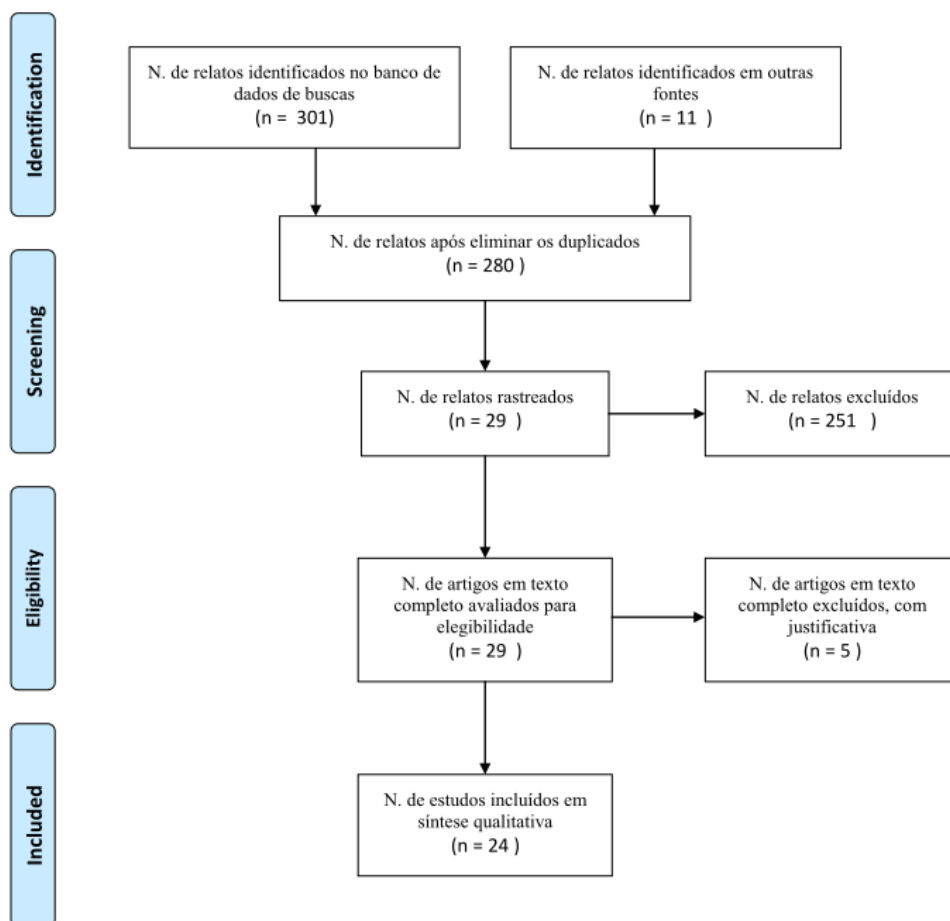 Identification
N. de relatos identificados no banco de
dados de buscas
(n = 301)
N. de relatos identificados em outras
fontes
(n = 11 )
N. de relatos após eliminar os duplicados
(n = 280 )
Screening
N. de relatos rastreados
(n = 29 )
N. de relatos excluídos
(n = 251 )
Eligibility
N. de artigos em texto
completo avaliados para
elegibilidade
(n = 29 )
N. de artigos em texto
completo excluídos, com
justificativa
(n = 5 )
Included
N. de estudos incluídos em
síntese qualitativa
(n = 24 )